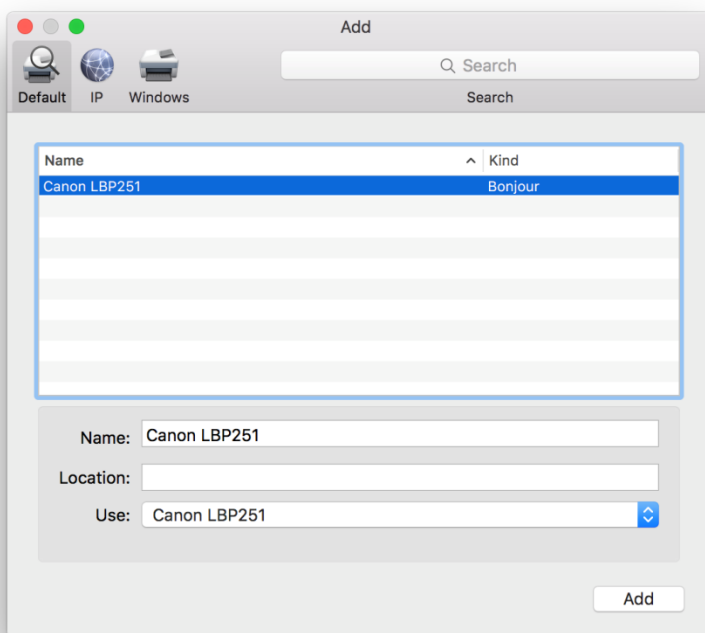 Add
Default IP Windows
Search
Search
Name Kind
Canon LBP251 Bonjour
Name: Canon LBP251
Location:
Use: Canon LBP251
Add